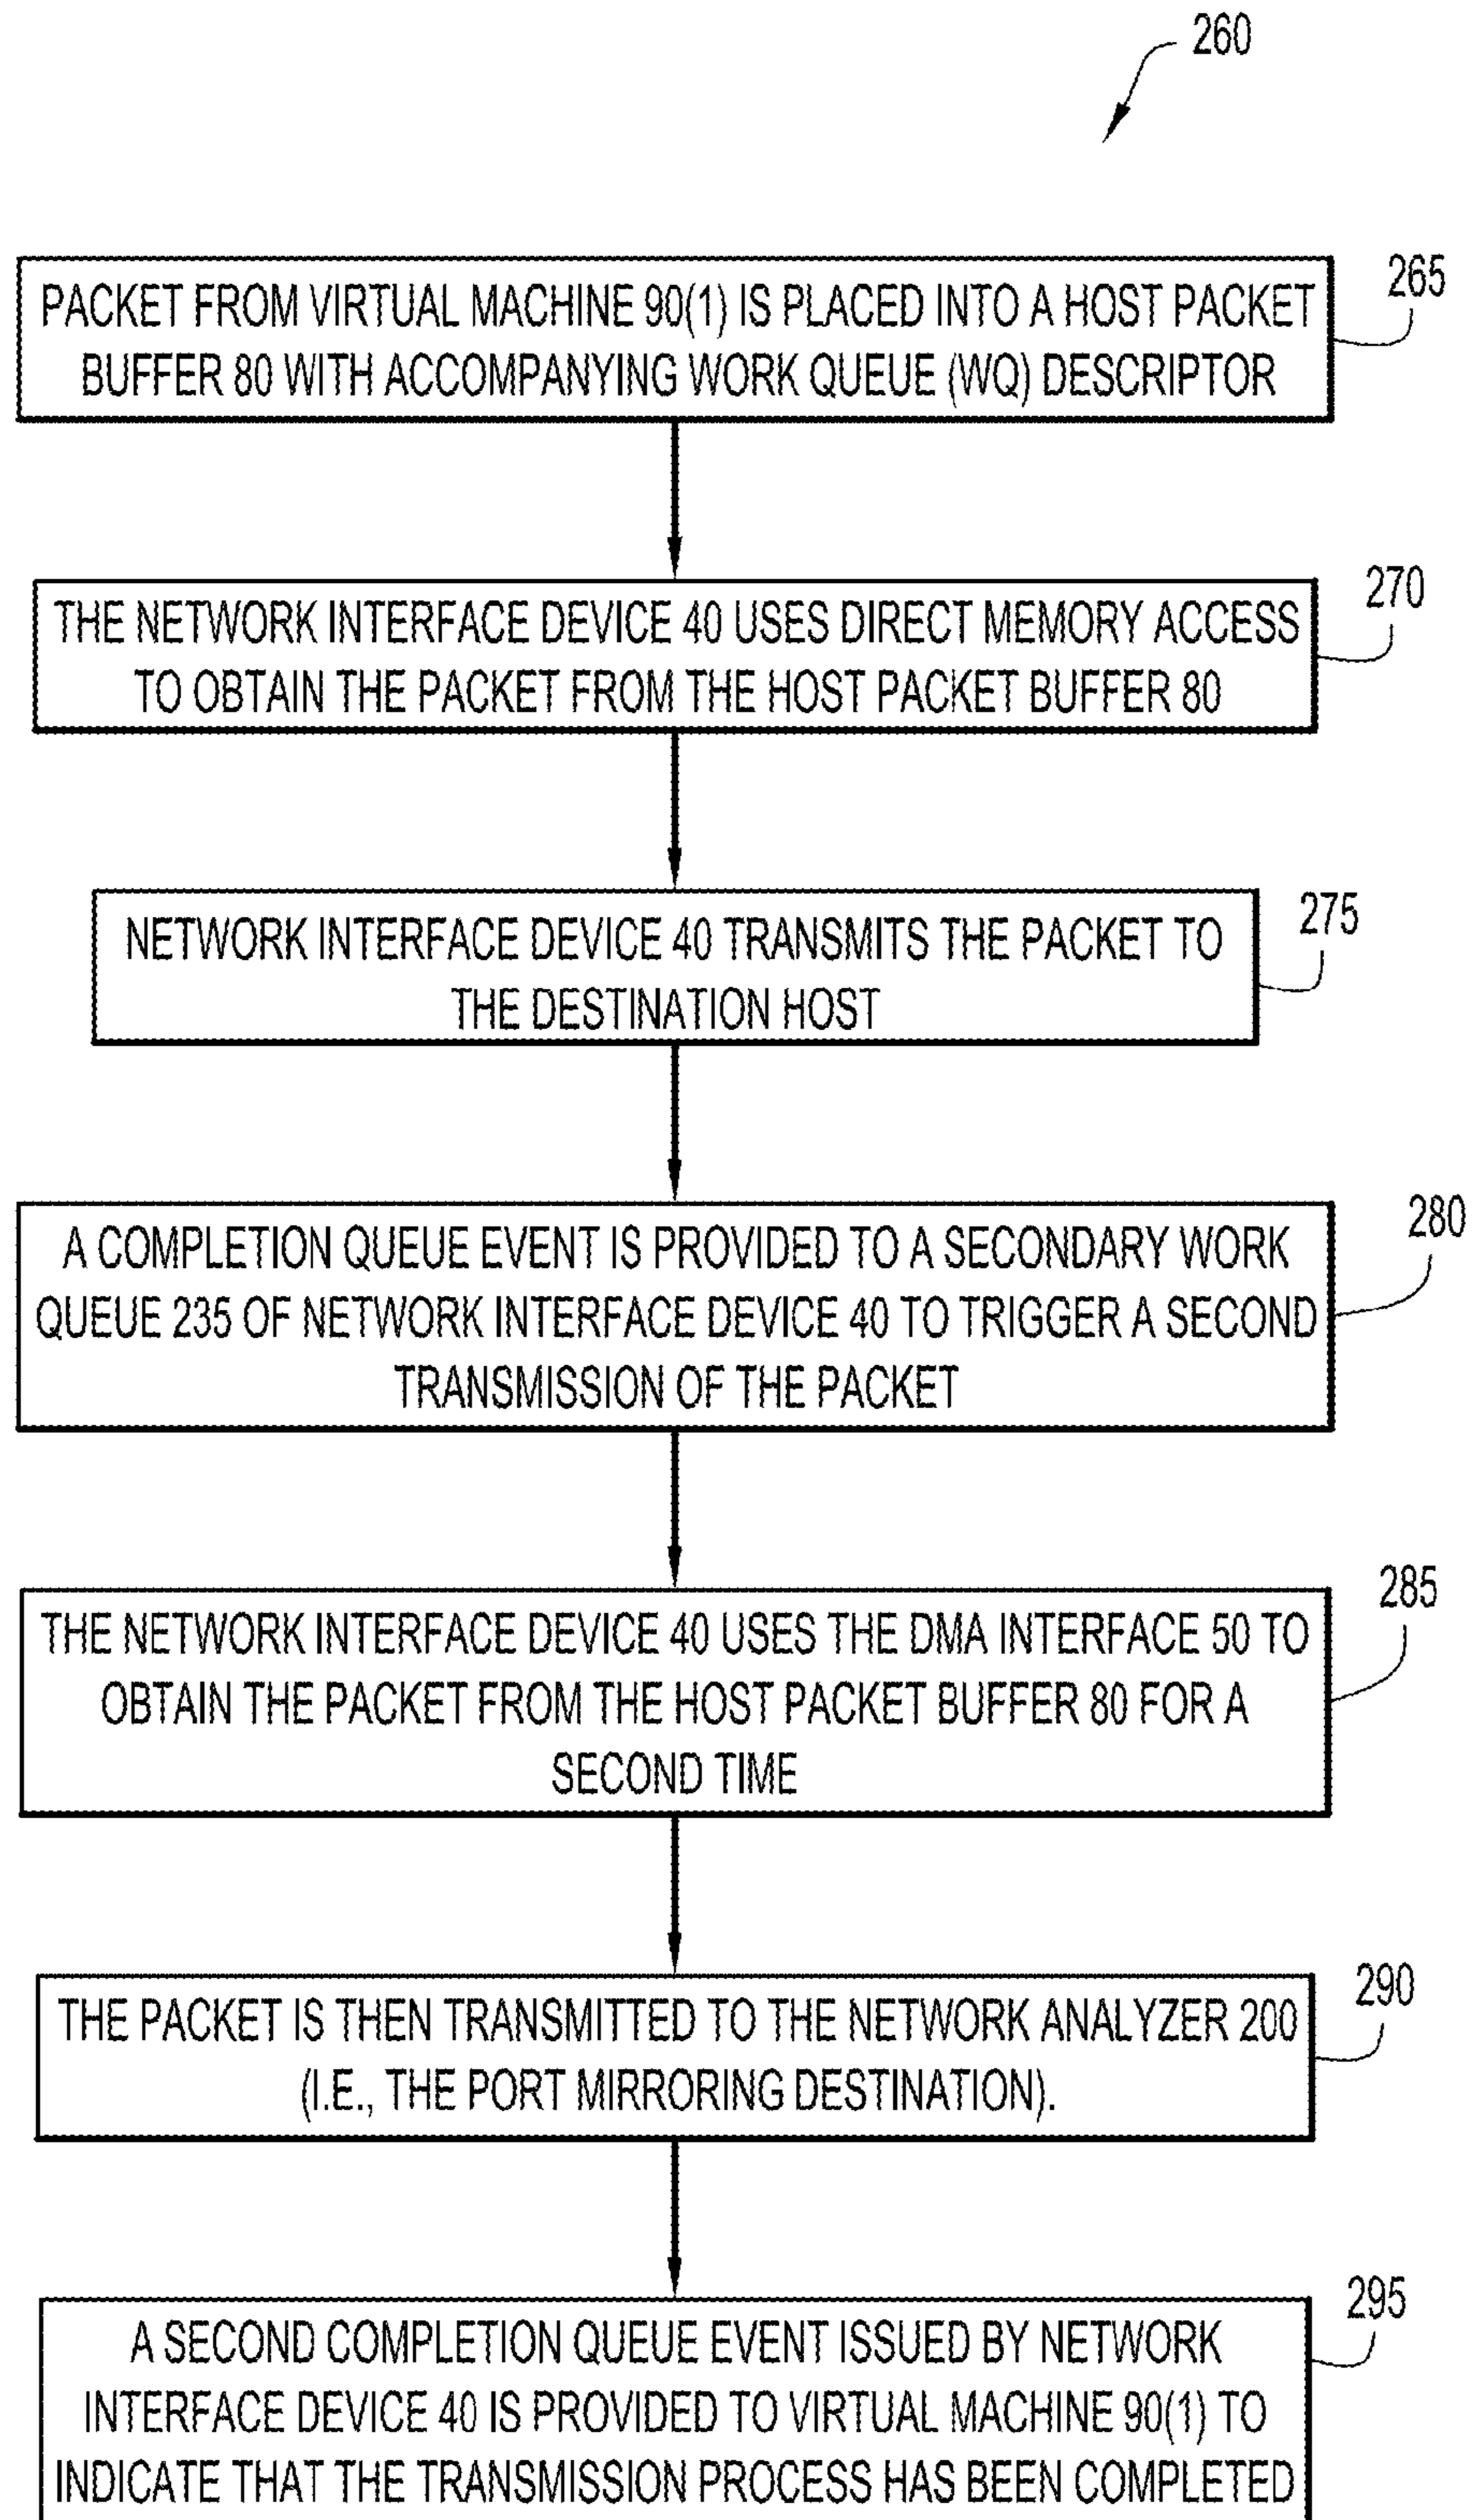 260
265
PACKET FROM VIRTUAL MACHINE 90(1) IS PLACED INTO A HOST PACKET
BUFFER 80 WITH ACCOMPANYING WORK QUEUE (WQ) DESCRIPTOR
270
THE NETWORK INTERFACE DEVICE 40 USES DIRECT MEMORY ACCESS
TO OBTAIN THE PACKET FROM THE HOST PACKET BUFFER 80
275
NETWORK INTERFACE DEVICE 40 TRANSMITS THE PACKET TO
THE DESTINATION HOST
280
A COMPLETION QUEUE EVENT IS PROVIDED TO A SECONDARY WORK
QUEUE 235 OF NETWORK INTERFACE DEVICE 40 TO TRIGGER A SECOND
TRANSMISSION OF THE PACKET
285
THE NETWORK INTERFACE DEVICE 40 USES THE DMA INTERFACE 50 TO
OBTAIN THE PACKET FROM THE HOST PACKET BUFFER 80 FOR A
SECOND TIME
290
THE PACKET IS THEN TRANSMITTED TO THE NETWORK ANALYZER 200
(I.E., THE PORT MIRRORING DESTINATION).
295
A SECOND COMPLETION QUEUE EVENT ISSUED BY NETWORK
INTERFACE DEVICE 40 IS PROVIDED TO VIRTUAL MACHINE 90(1) TO
INDICATE THAT THE TRANSMISSION PROCESS HAS BEEN COMPLETED